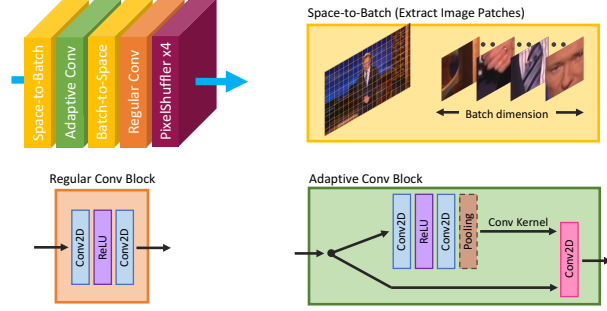 Space-to-Batch
Adaptive Conv
Batch-to-Space
Regular Conv
PixelShuffler x4
Space-to-Batch (Extract Image Patches)
Batch dimension
Regular Conv Block
Conv2D
ReLU
Conv2D
Adaptive Conv Block
Conv2D
ReLU
Conv2D
Pooling
Conv Kernel
Conv2D